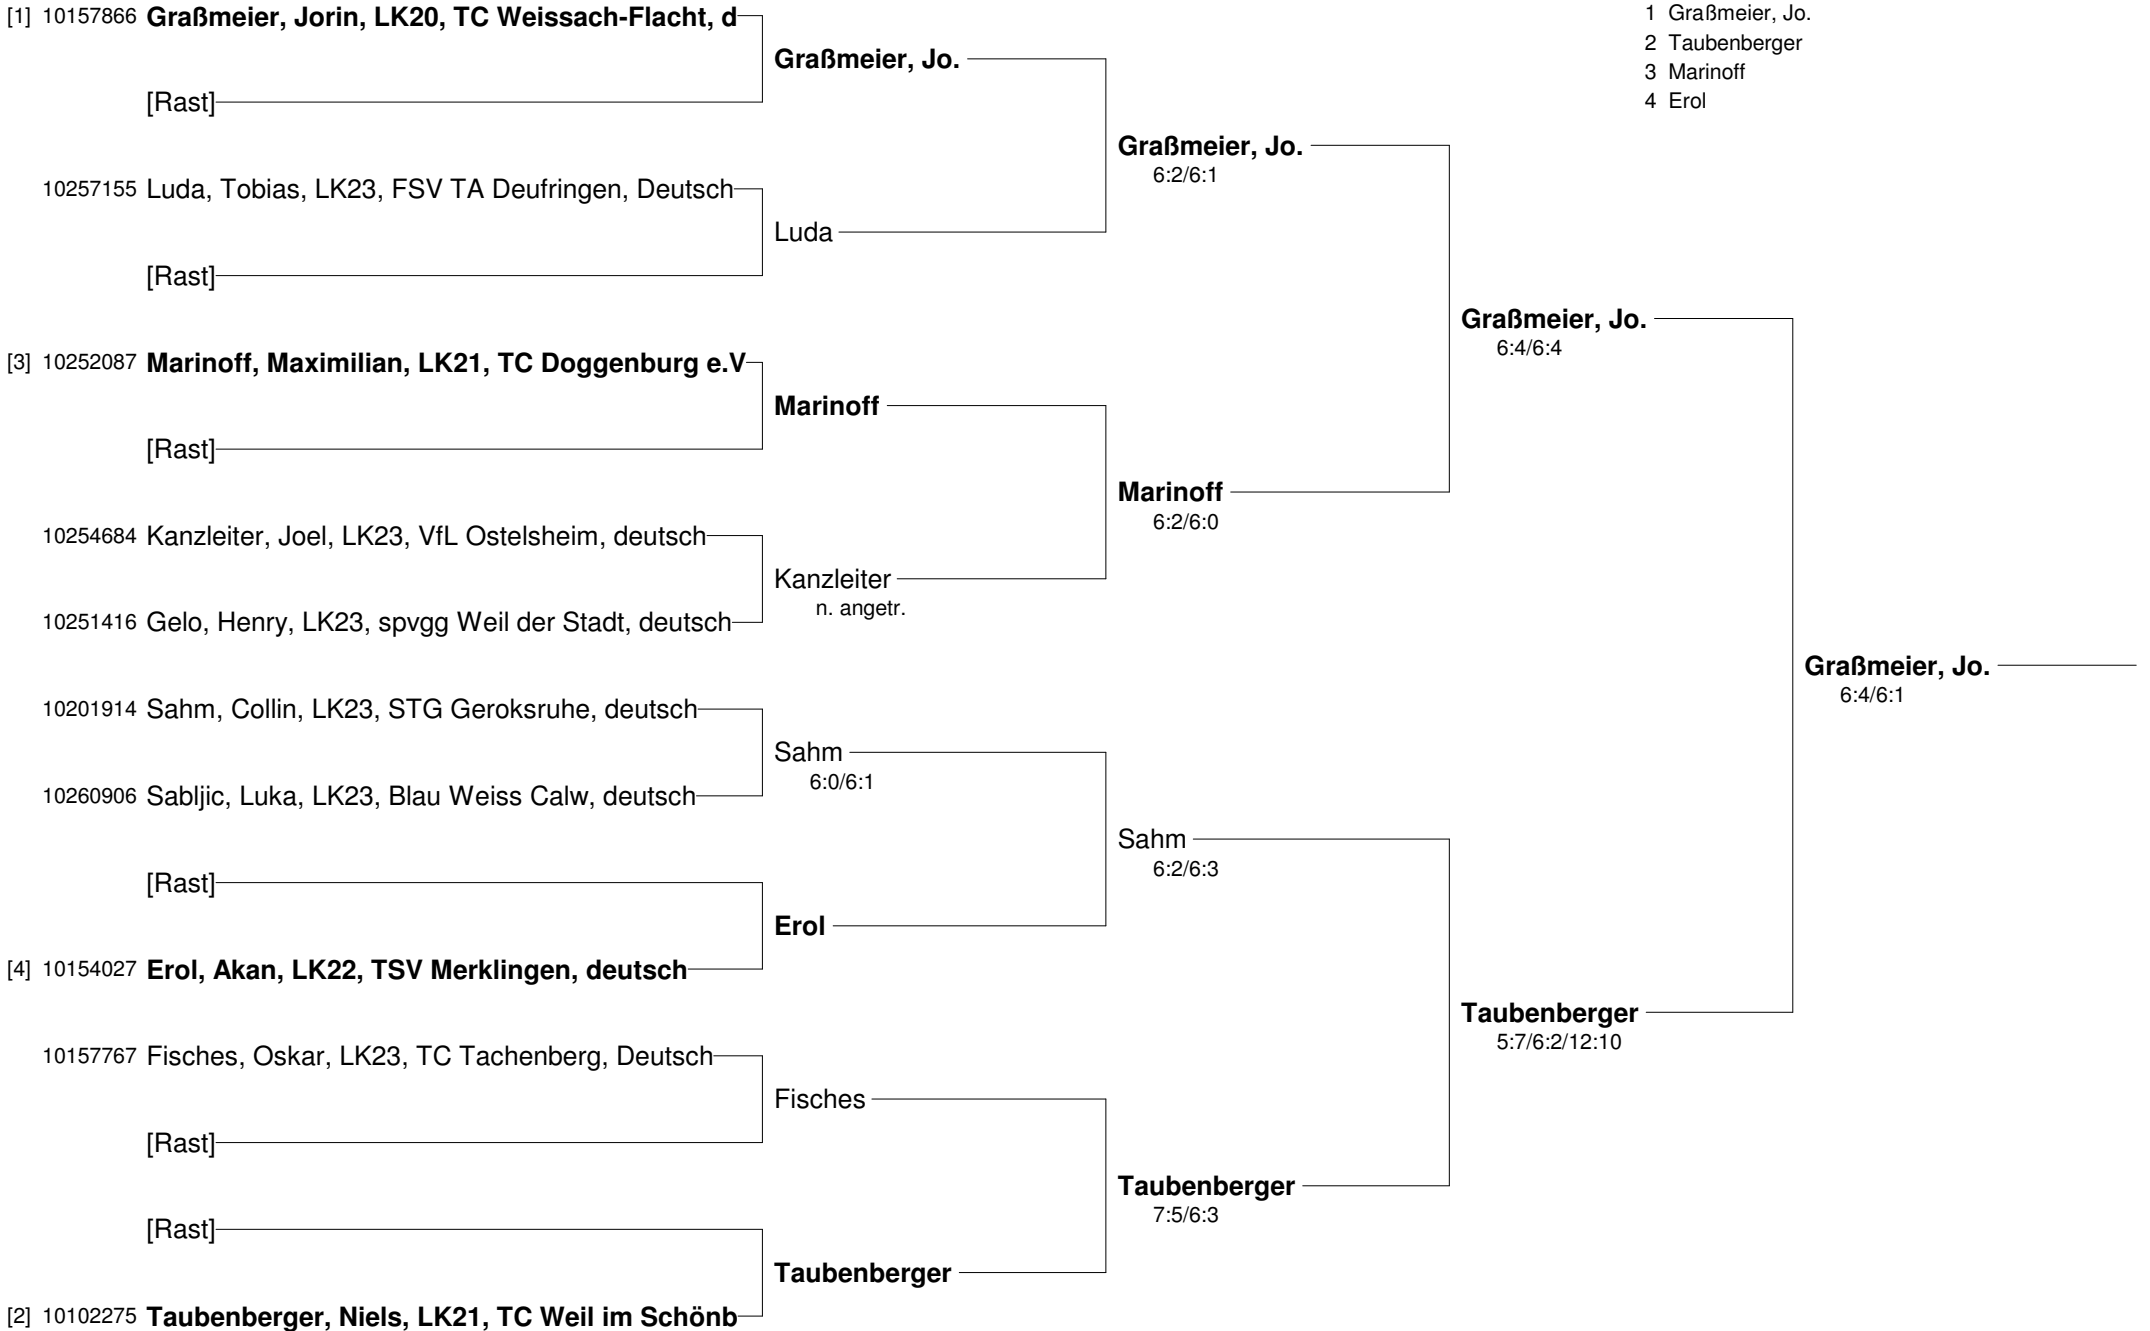 [1] 10157866 Graßmeier, Jorin, LK20, TC Weissach-Flacht, d
[Rast]
10257155 Luda, Tobias, LK23, FSV TA Deufringen, Deutsch
[Rast]
[3] 10252087 Marinoff, Maximilian, LK21, TC Doggenburg e.V
[Rast]
10254684 Kanzleiter, Joel, LK23, VfL Ostelsheim, deutsch
10251416 Gelo, Henry, LK23, spvgg Weil der Stadt, deutsch
10201914 Sahm, Collin, LK23, STG Geroksruhe, deutsch
10260906 Sabljic, Luka, LK23, Blau Weiss Calw, deutsch
[Rast]
[4] 10154027 Erol, Akan, LK22, TSV Merklingen, deutsch
10157767 Fisches, Oskar, LK23, TC Tachenberg, Deutsch
[Rast]
[Rast]
[2] 10102275 Taubenberger, Niels, LK21, TC Weil im Schönb
Graßmeier, Jo.
Luda
Marinoff
Kanzleiter
n. angetr.
Sahm
6:0/6:1
Erol
Fisches
Taubenberger
Graßmeier, Jo.
6:2/6:1
Marinoff
6:2/6:0
Sahm
6:2/6:3
Taubenberger
7:5/6:3
Graßmeier, Jo.
6:4/6:4
Taubenberger
5:7/6:2/12:10
Graßmeier, Jo.
6:4/6:1
1 Graßmeier, Jo.
2 Taubenberger
3 Marinoff
4 Erol